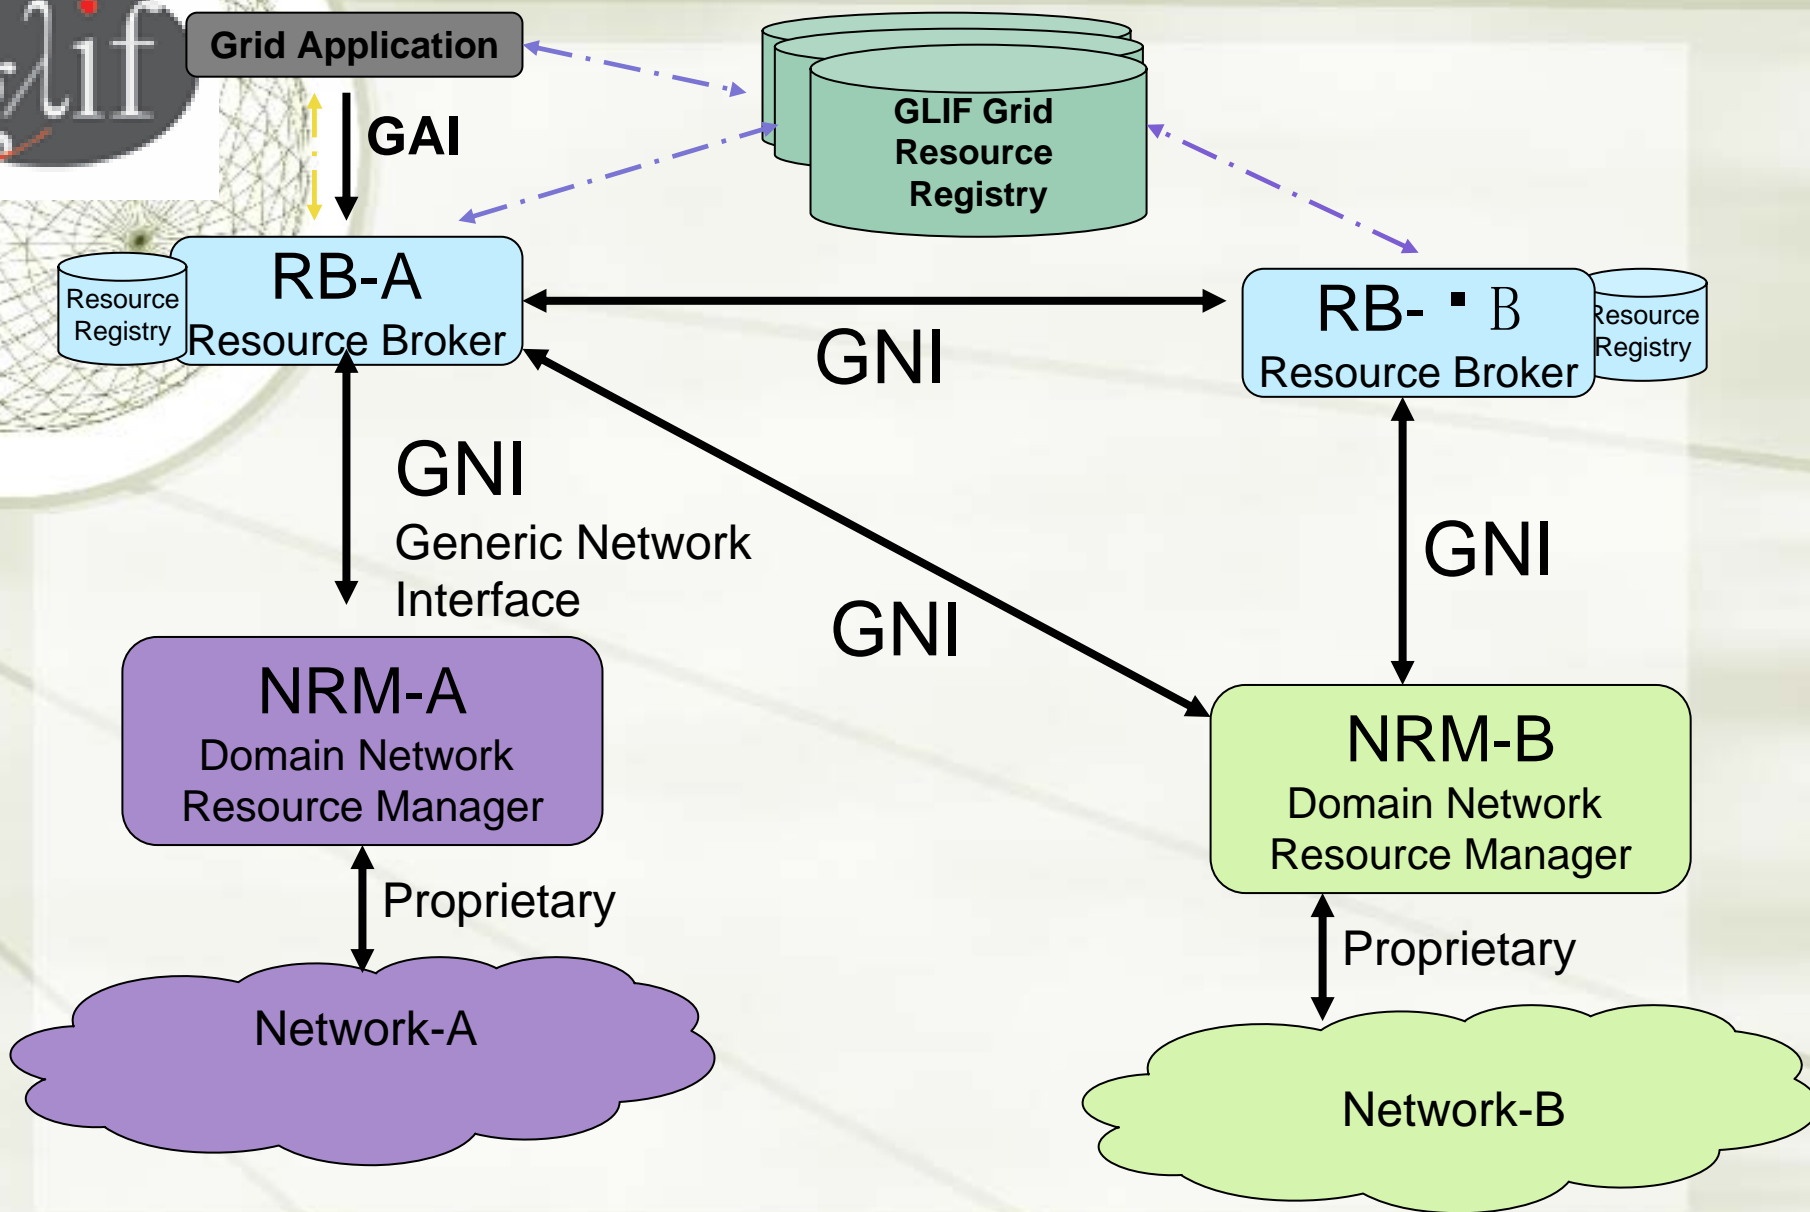 λif
Grid Application
GAI
GLIF Grid
Resource
Registry
RB-A
Resource Broker
Resource
Registry
GNI
RB-▪B
Resource Broker
Resource
Registry
GNI
Generic Network
Interface
GNI
GNI
NRM-A
Domain Network
Resource Manager
NRM-B
Domain Network
Resource Manager
Proprietary
Proprietary
Network-A
Network-B